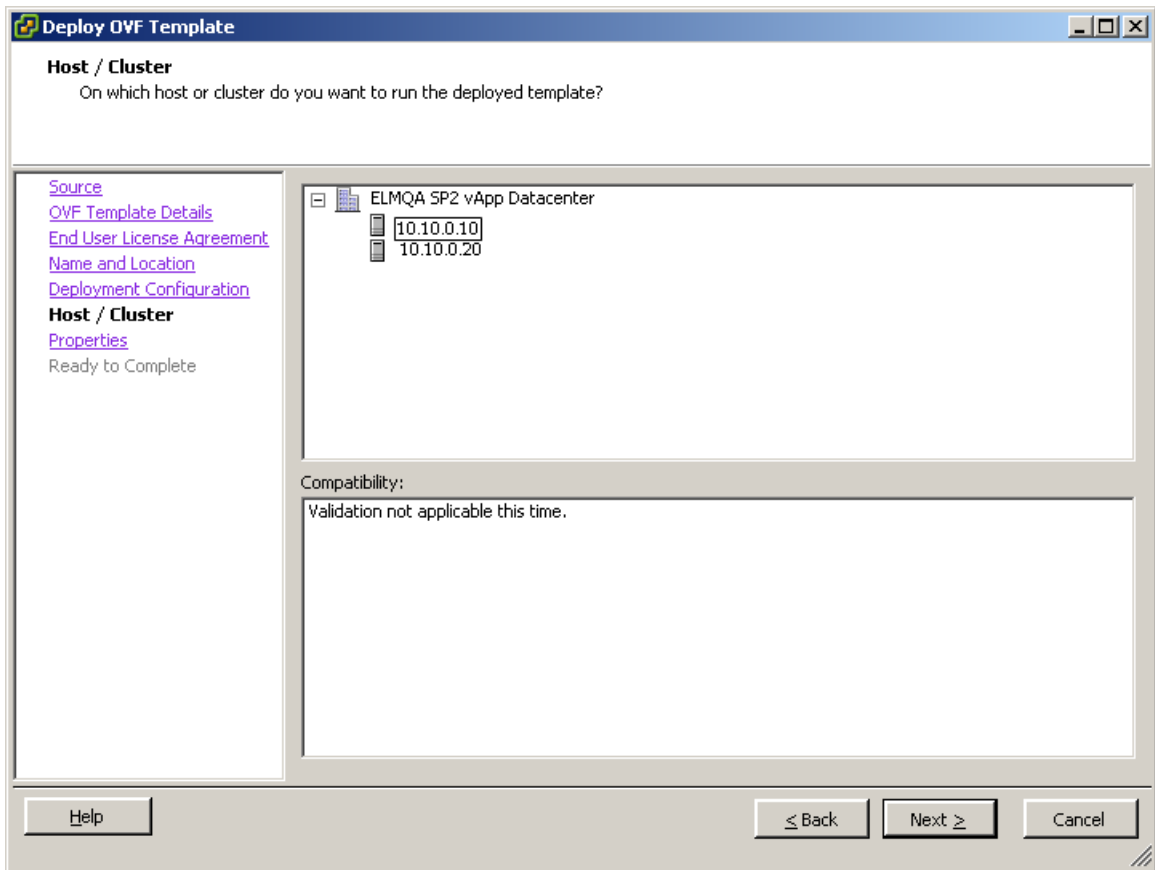 Deploy OVF Template
Host / Cluster
On which host or cluster do you want to run the deployed template?
Source
OVF Template Details
End User License Agreement
Name and Location
Deployment Configuration
Host / Cluster
Properties
Ready to Complete
ELMQA SP2 vApp Datacenter
10.10.0.10
10.10.0.20
Compatibility:
Validation not applicable this time.
Help
< Back
Next >
Cancel